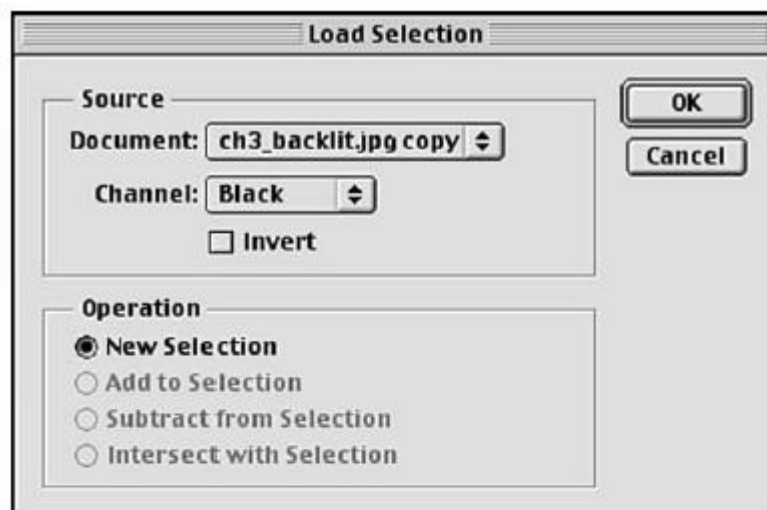 Load Selection
Source
Document: ch3_backlit.jpg copy
Channel: Black
Invert
OK
Cancel
Operation
New Selection
Add to Selection
Subtract from Selection
Intersect with Selection